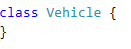 class Vehicle {
}